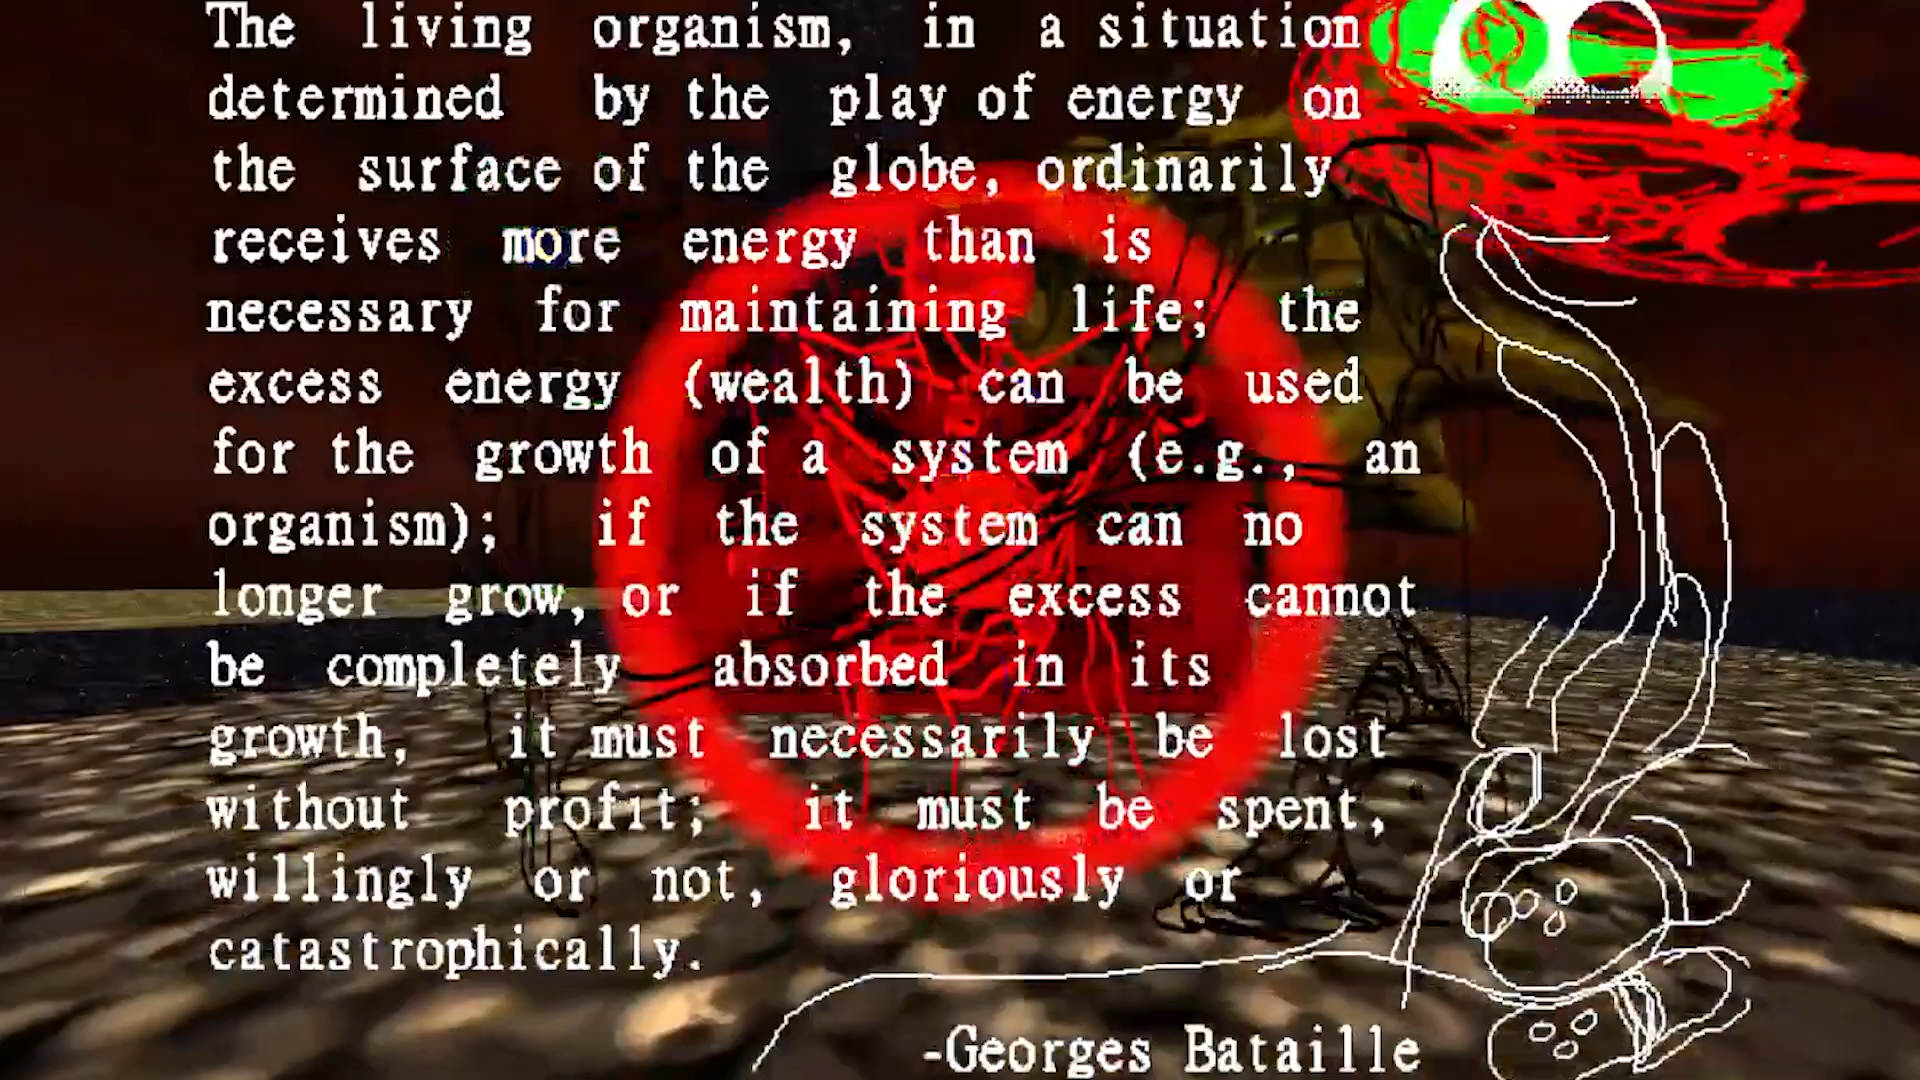 The living organism, in a situation
determined by the play of energy on
the surface of the globe, ordinarily
receives more energy than is
necessary for maintaining life; the
excess energy (wealth) can be used
for the growth of a system (e.g., an
organism); if the system can no
longer grow, or if the excess cannot
be completely absorbed in its
growth, it must necessarily be lost
without profit; it must be spent,
willingly or not, gloriously or
catastrophically.
-Georges Bataille